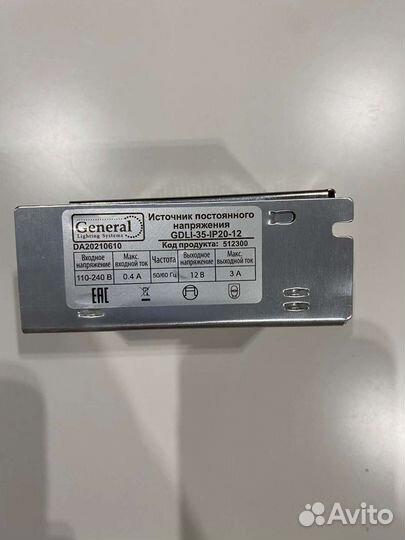 General
Lighting Systems
DA20210610
Источник постоянного
напряжения
GDLI-35-IP20-12
Код продукта: 512300
Входное напряжение
Макс. входной ток
Частота
Выходное напряжение
Макс. выходной ток
110-240 В
0.4 А
50/60 Гц
12 В
3 А
EAC
Avito